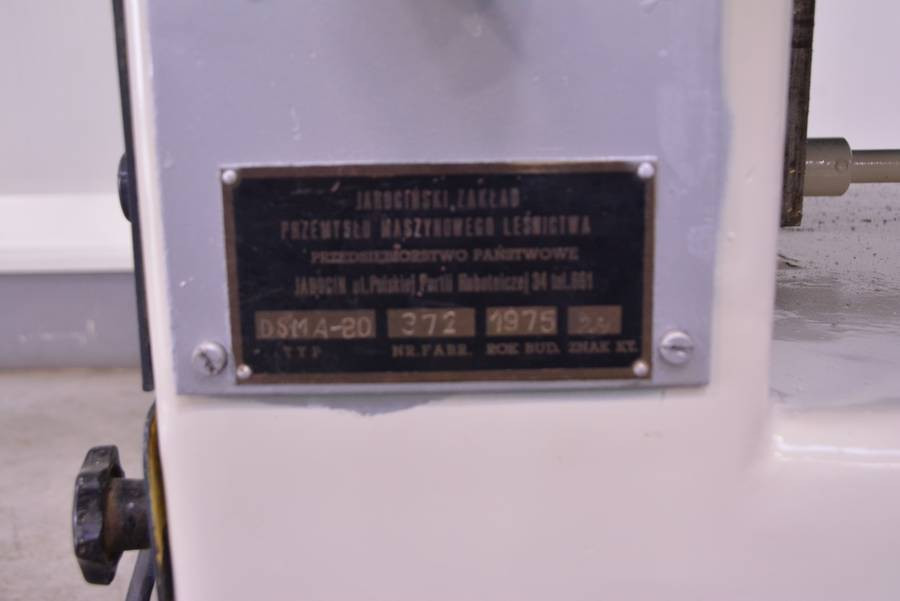 JAROCIŃSKI ZAKŁAD
PRZEMYSŁU MASZYNOWEGO LEŚNICTWA
PRZEDSIĘBIORSTWO PAŃSTWOWE
JAROCIN ul. Polskiej Partii Robotniczej 34 tel. 681
DSMA-20 372 1975
TYP NR. FABR. ROK BUD. ZNAK KT.